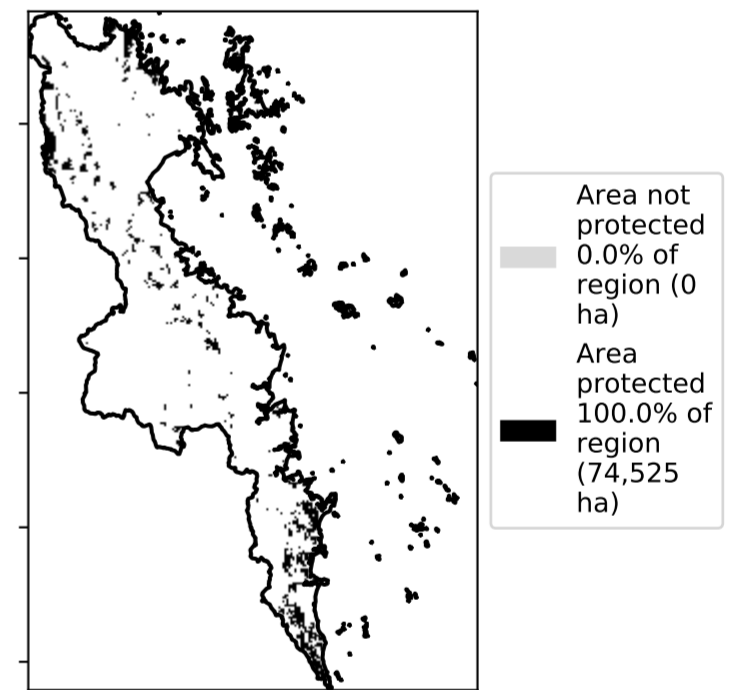 Area not
protected
0.0% of
region (0
ha)
Area
protected
100.0% of
region
(74,525
ha)